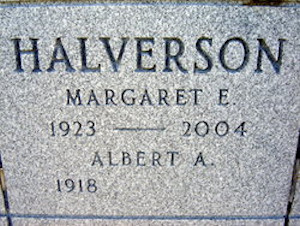 HALVERSON
MARGARET E.
1923 — 2004
ALBERT A.
1918